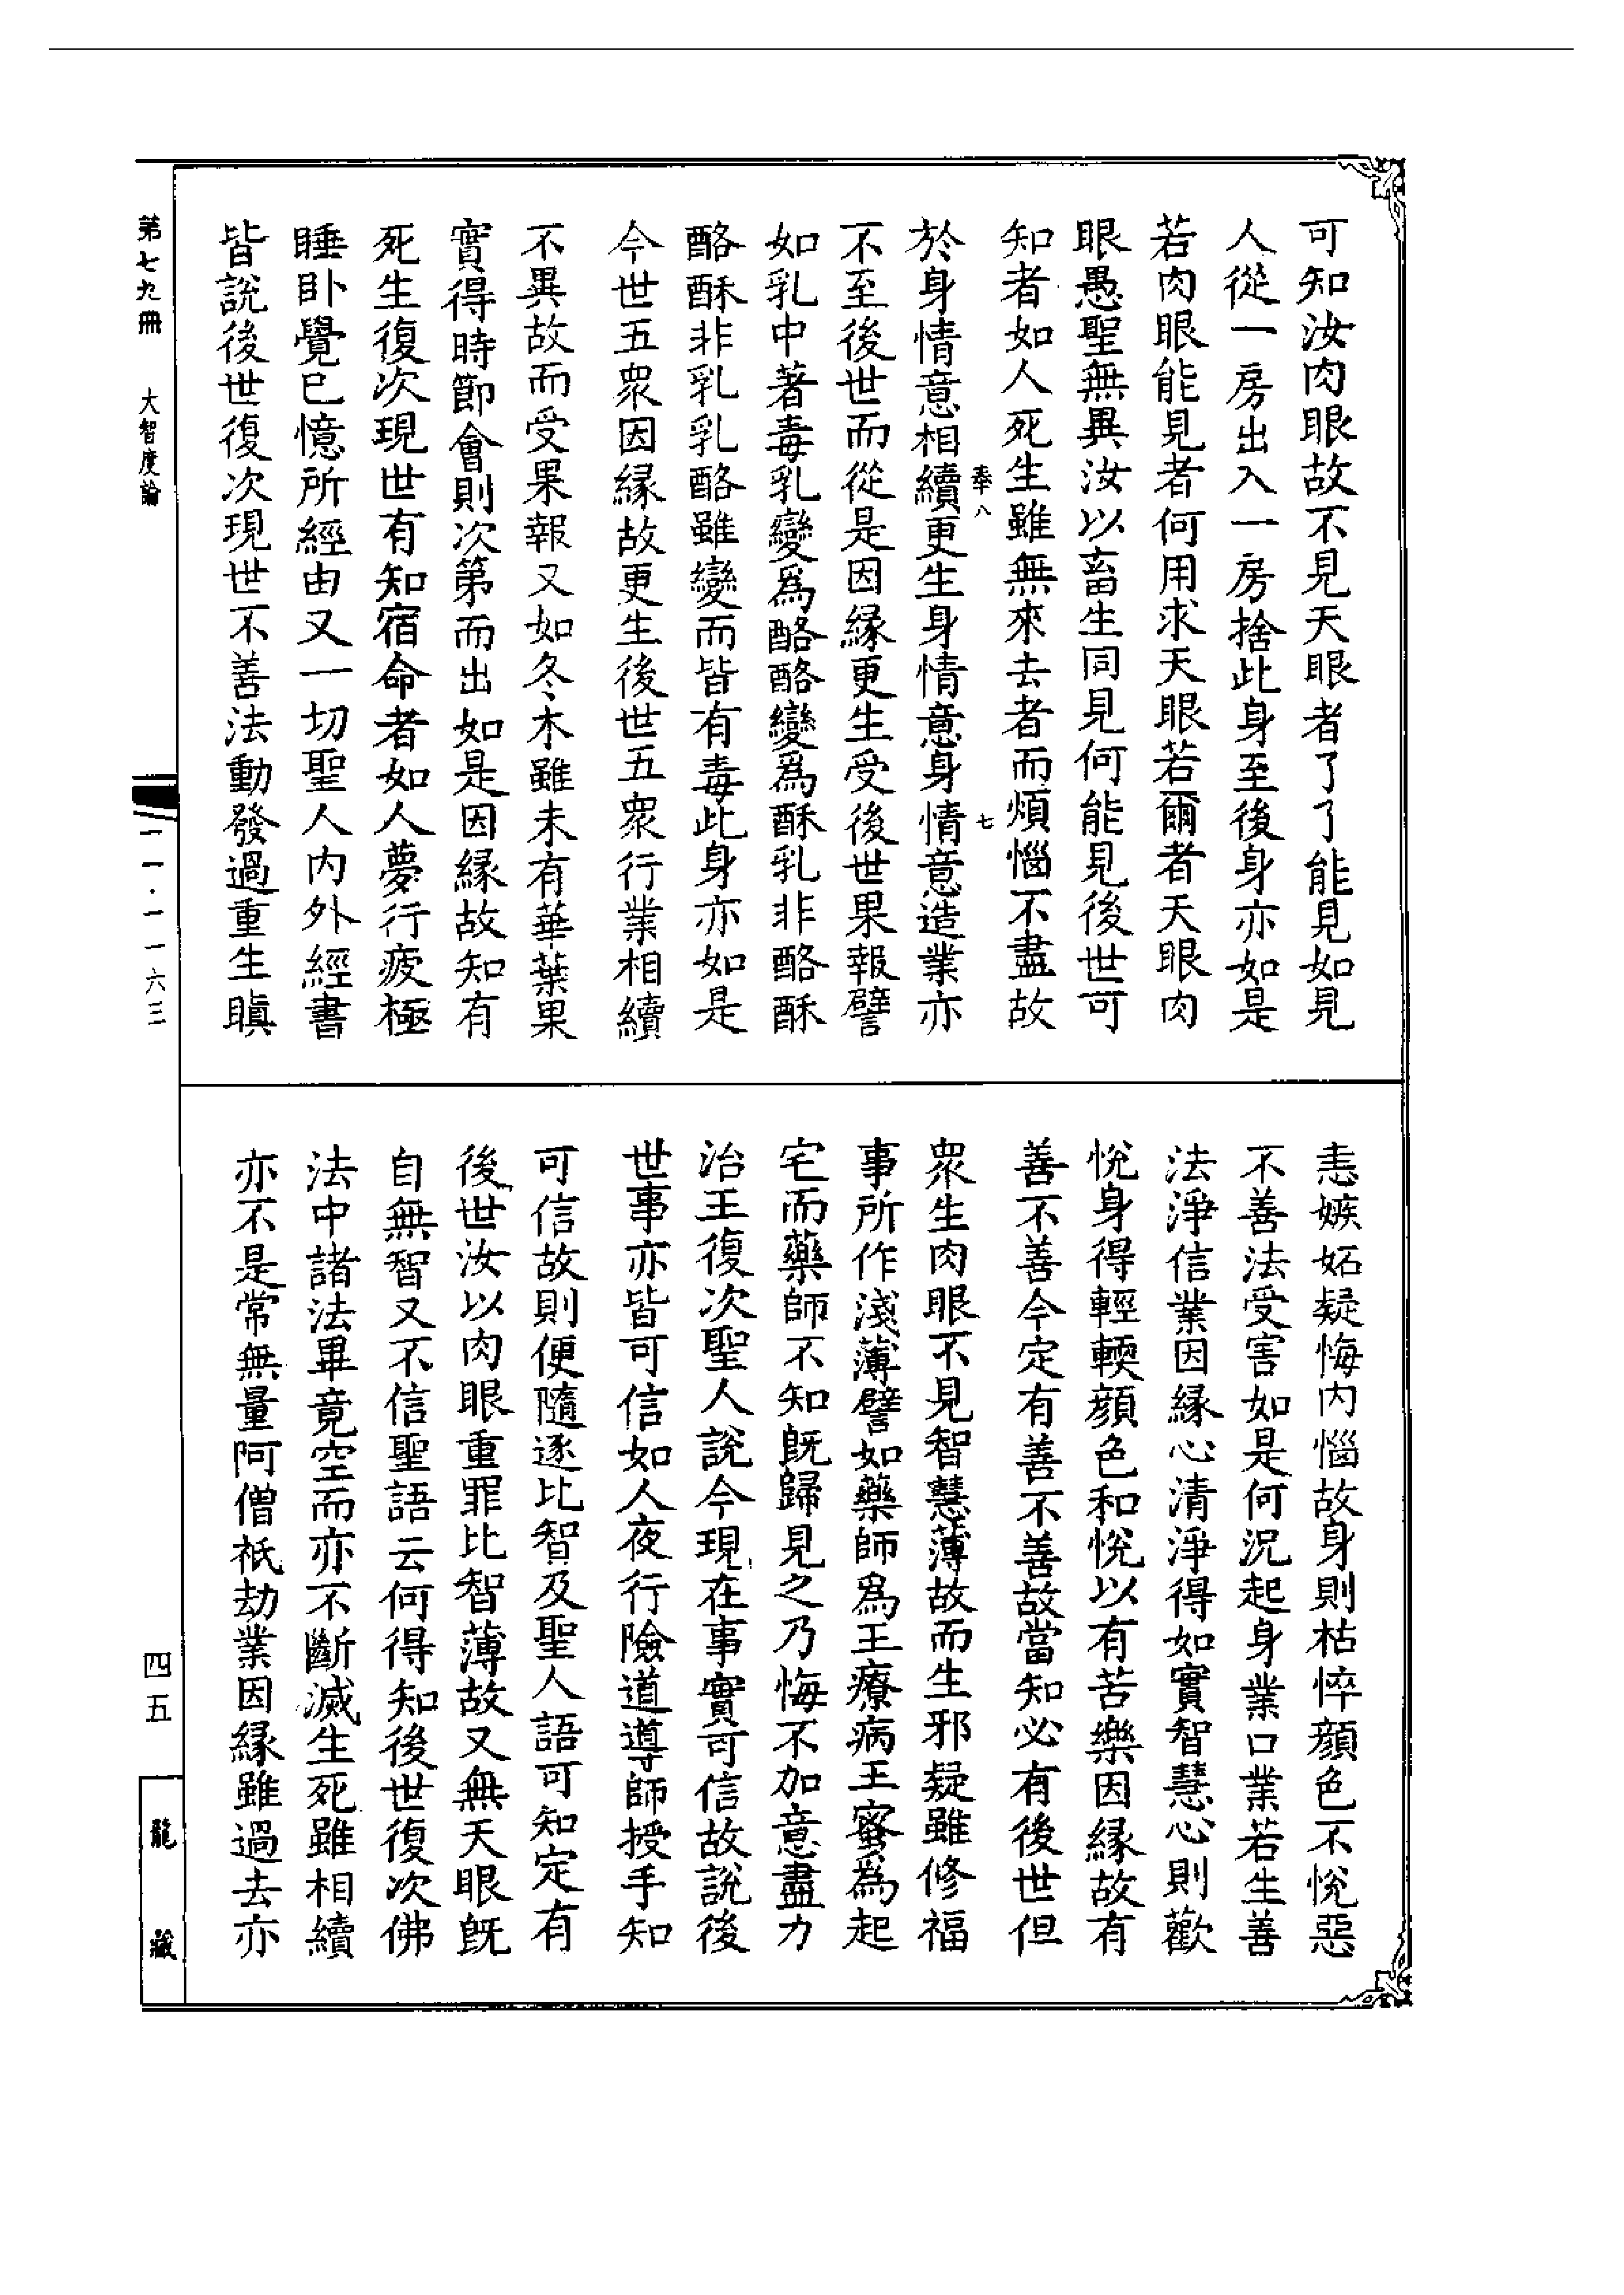 可知汝肉眼故不見天眼者了了能見如見
人從一房出入一房捨此身至後身亦如是
若肉眼能見者何用求天眼若爾者天眼肉
眼愚聖無異汝以畜生同見何能見後世可
知者如人死生雖無來去者而煩惱不盡故
奉八
七
於身情意相續更生身情意身情意造業亦
不至後世而從是因緣更生受後世果報譬
如乳中著毒乳變爲酪酪變爲酥乳非酪酥
酪酥非乳乳酪雖變而皆有毒此身亦如是
今世五眾因緣故更生後世五眾行業相續
不異故而受果報又如冬木雖未有華葉果
實得時節會則次第而出如是因緣故知有
死生復次現世有知宿命者如人夢行疲極
睡臥覺已憶所經由又一切聖人內外經書
皆說後世復次現世不善法動發過重生瞋
恚嫉妬疑悔內惱故身則枯悴顏色不悅惡
不善法受害如是何況起身業口業若生善
法淨信業因緣心清淨得如實智慧心則歡
悅身得輕輭顏色和悅以有苦樂因緣故有
善不善今定有善不善故當知必有後世但
眾生肉眼不見智慧薄故而生邪疑雖修福
事所作淺薄譬如藥師爲王療病王蜜爲起
宅而藥師不知既歸見之乃悔不加意盡力
治王復次聖人說今現在事實可信故說後
世事亦皆可信如人夜行險道導師授手知
可信故則便隨逐比智及聖人語可知定有
後世汝以肉眼重罪比智薄故又無天眼既
自無智又不信聖語云何得知後世復次佛
法中諸法畢竟空而亦不斷滅生死雖相續
亦不是常無量阿僧祇劫業因緣雖過去亦
第七九冊
大智度論
一一·一一六三
四五
龍藏